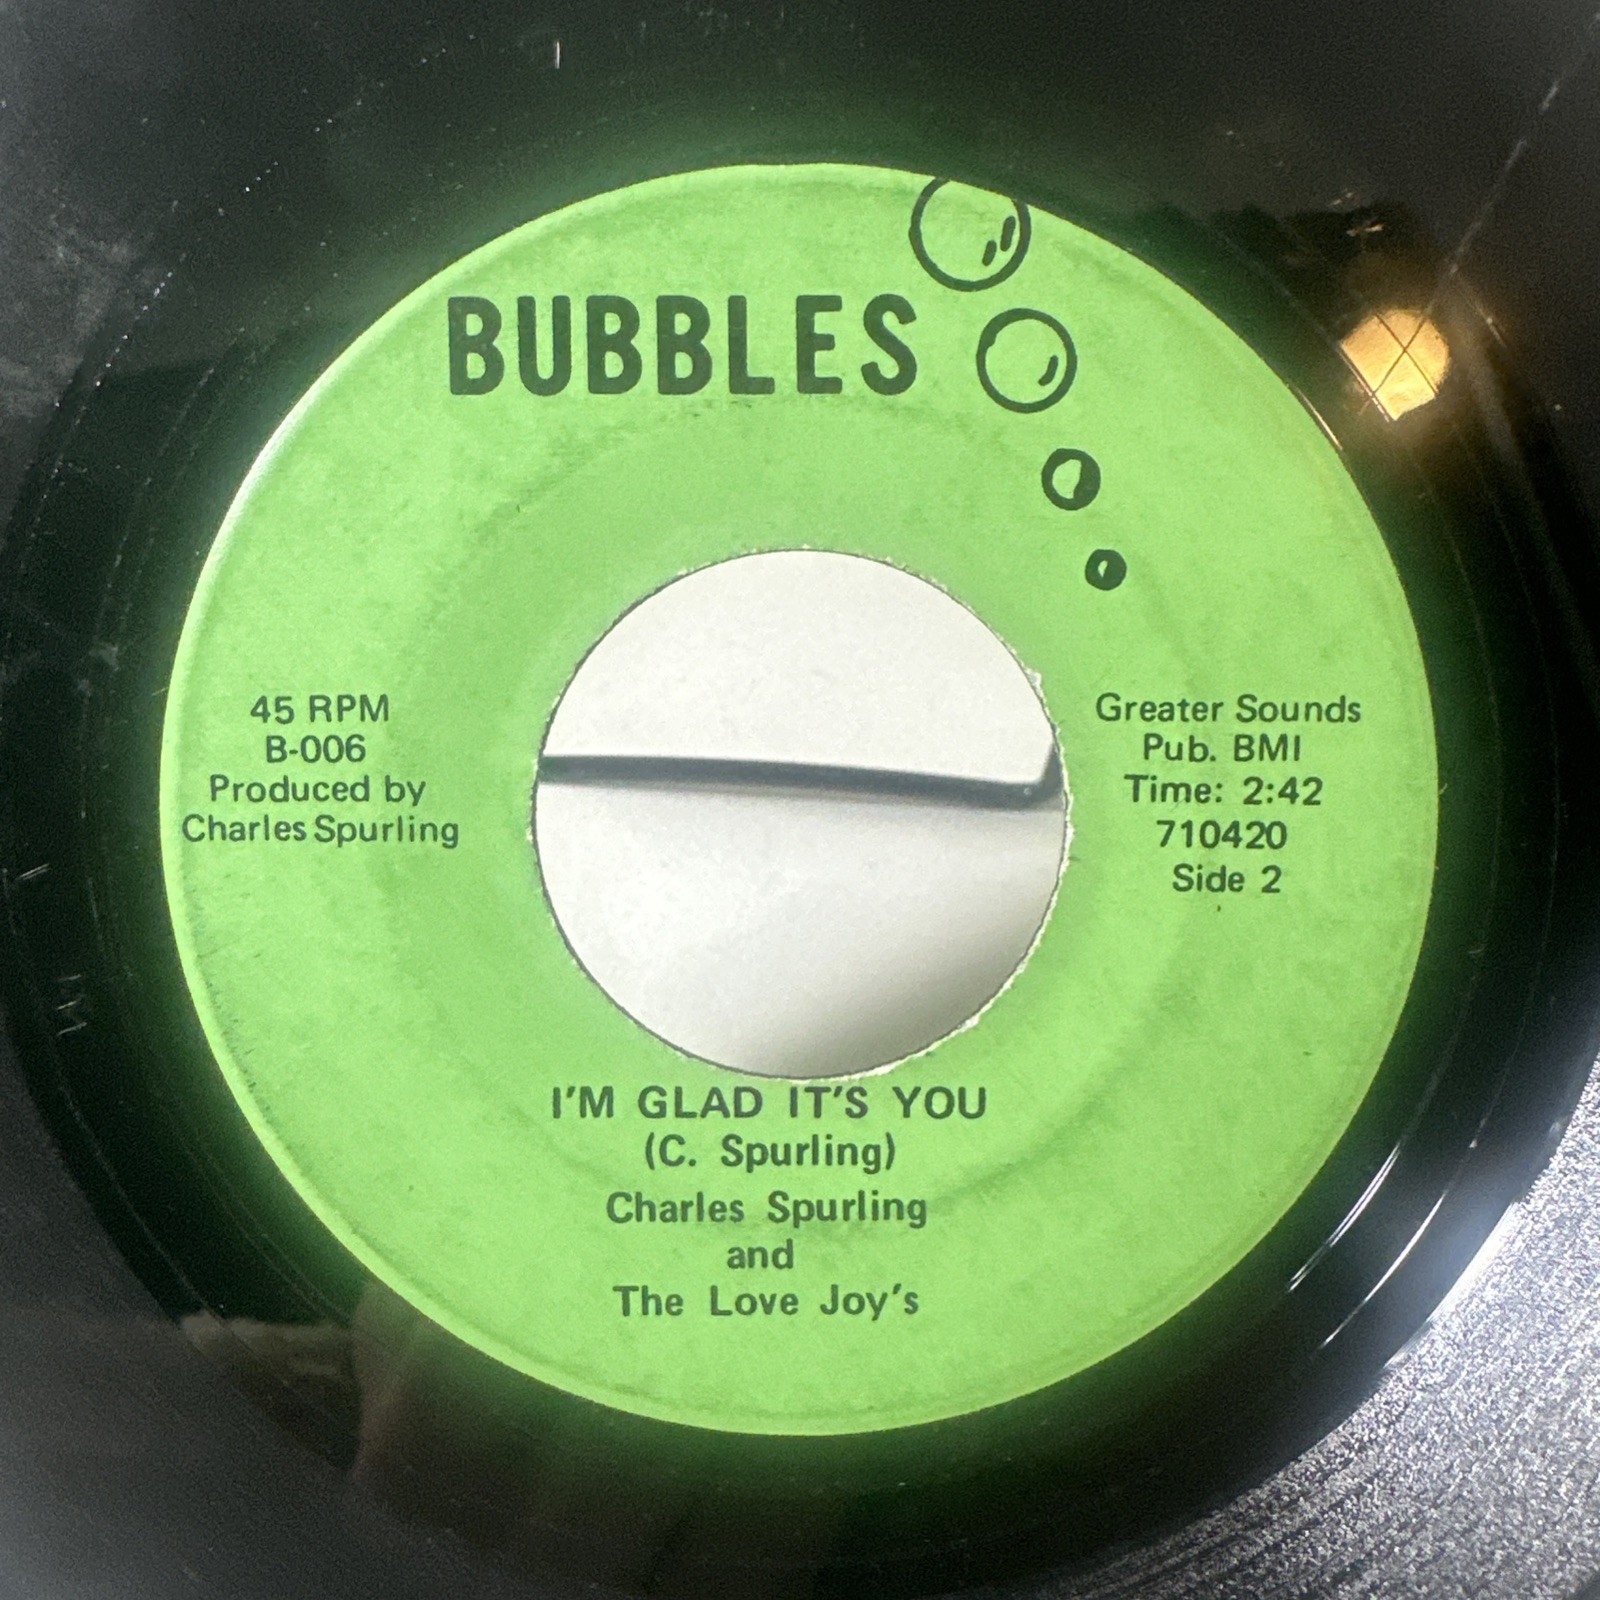 BUBBLES
45 RPM
B-006
Produced by
Charles Spurling
Greater Sounds
Pub. BMI
Time: 2:42
710420
Side 2
I'M GLAD IT'S YOU
(C. Spurling)
Charles Spurling
and
The Love Joy's